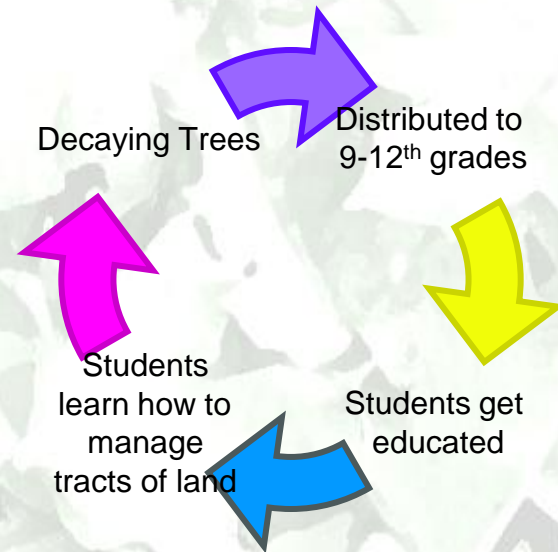 Decaying Trees
Distributed to
9-12th grades
Students get
educated
Students
learn how to
manage
tracts of land